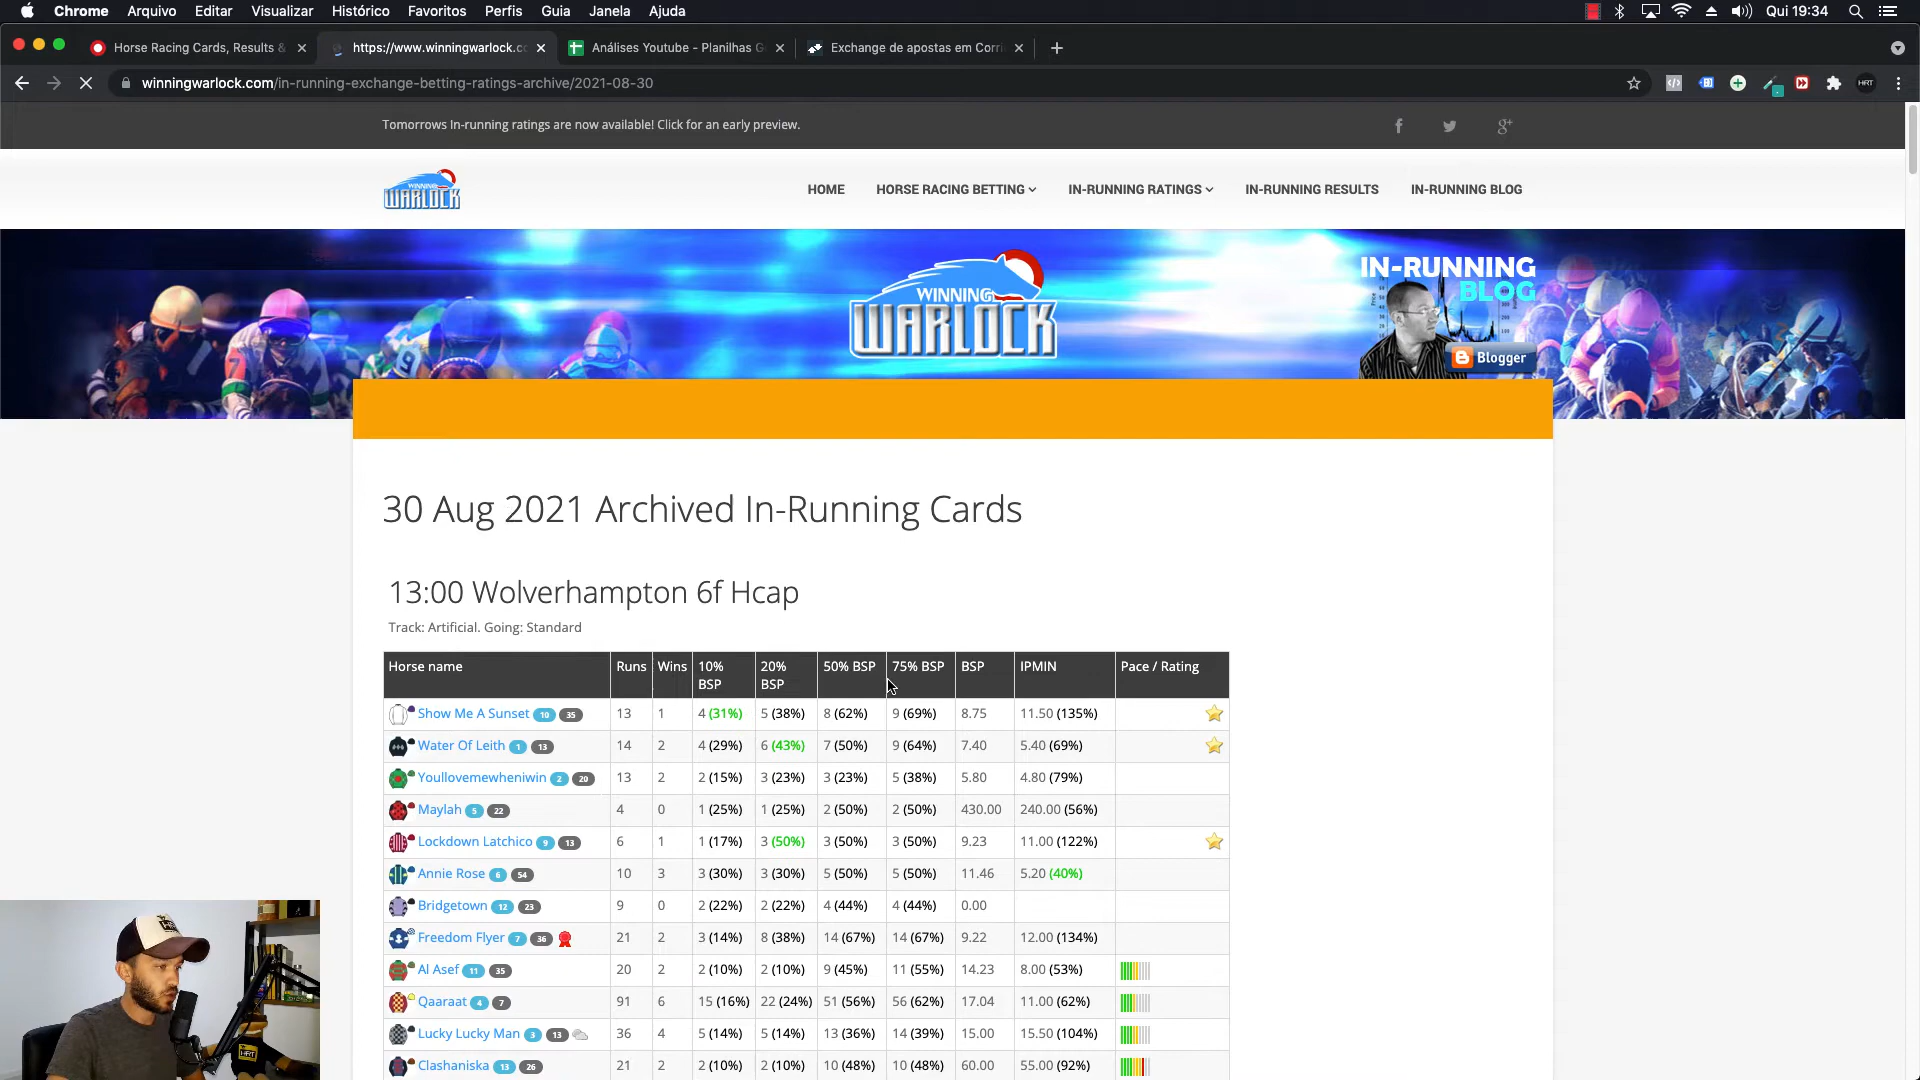 Chrome Arquivo Editar Visualizar Histórico Favoritos Perfis Guia Janela Ajuda Qui 19:34
Horse Racing Cards, Results & https://www.winningwarlock.co Análises Youtube - Planilhas G Exchange de apostas em Corri
winningwarlock.com/in-running-exchange-betting-ratings-archive/2021-08-30 HRT
Tomorrows In-running ratings are now available! Click for an early preview.
WINNING
WARLOCK
HOME HORSE RACING BETTING IN-RUNNING RATINGS IN-RUNNING RESULTS IN-RUNNING BLOG
WINNING
WARLOCK
IN-RUNNING
BLOG
Blogger
30 Aug 2021 Archived In-Running Cards
13:00 Wolverhampton 6f Hcap
Track: Artificial. Going: Standard
Horse name Runs Wins 10% BSP 20% BSP 50% BSP 75% BSP BSP IPMIN Pace / Rating
Show Me A Sunset 10 35 13 1 4 (31%) 5 (38%) 8 (62%) 9 (69%) 8.75 11.50 (135%)
Water Of Leith 1 13 14 2 4 (29%) 6 (43%) 7 (50%) 9 (64%) 7.40 5.40 (69%)
Youllovemewheniwin 2 20 13 2 2 (15%) 3 (23%) 3 (23%) 5 (38%) 5.80 4.80 (79%)
Maylah 5 22 4 0 1 (25%) 1 (25%) 2 (50%) 2 (50%) 430.00 240.00 (56%)
Lockdown Latchico 9 13 6 1 1 (17%) 3 (50%) 3 (50%) 3 (50%) 9.23 11.00 (122%)
Annie Rose 6 54 10 3 3 (30%) 3 (30%) 5 (50%) 5 (50%) 11.46 5.20 (40%)
Bridgetown 12 23 9 0 2 (22%) 2 (22%) 4 (44%) 4 (44%) 0.00
Freedom Flyer 7 36 21 2 3 (14%) 8 (38%) 14 (67%) 14 (67%) 9.22 12.00 (134%)
Al Asef 11 35 20 2 2 (10%) 2 (10%) 9 (45%) 11 (55%) 14.23 8.00 (53%)
Qaaraat 4 7 91 6 15 (16%) 22 (24%) 51 (56%) 56 (62%) 17.04 11.00 (62%)
Lucky Lucky Man 3 13 36 4 5 (14%) 5 (14%) 13 (36%) 14 (39%) 15.00 15.50 (104%)
Clashaniska 13 26 21 2 2 (10%) 2 (10%) 10 (48%) 10 (48%) 60.00 55.00 (92%)
HRT